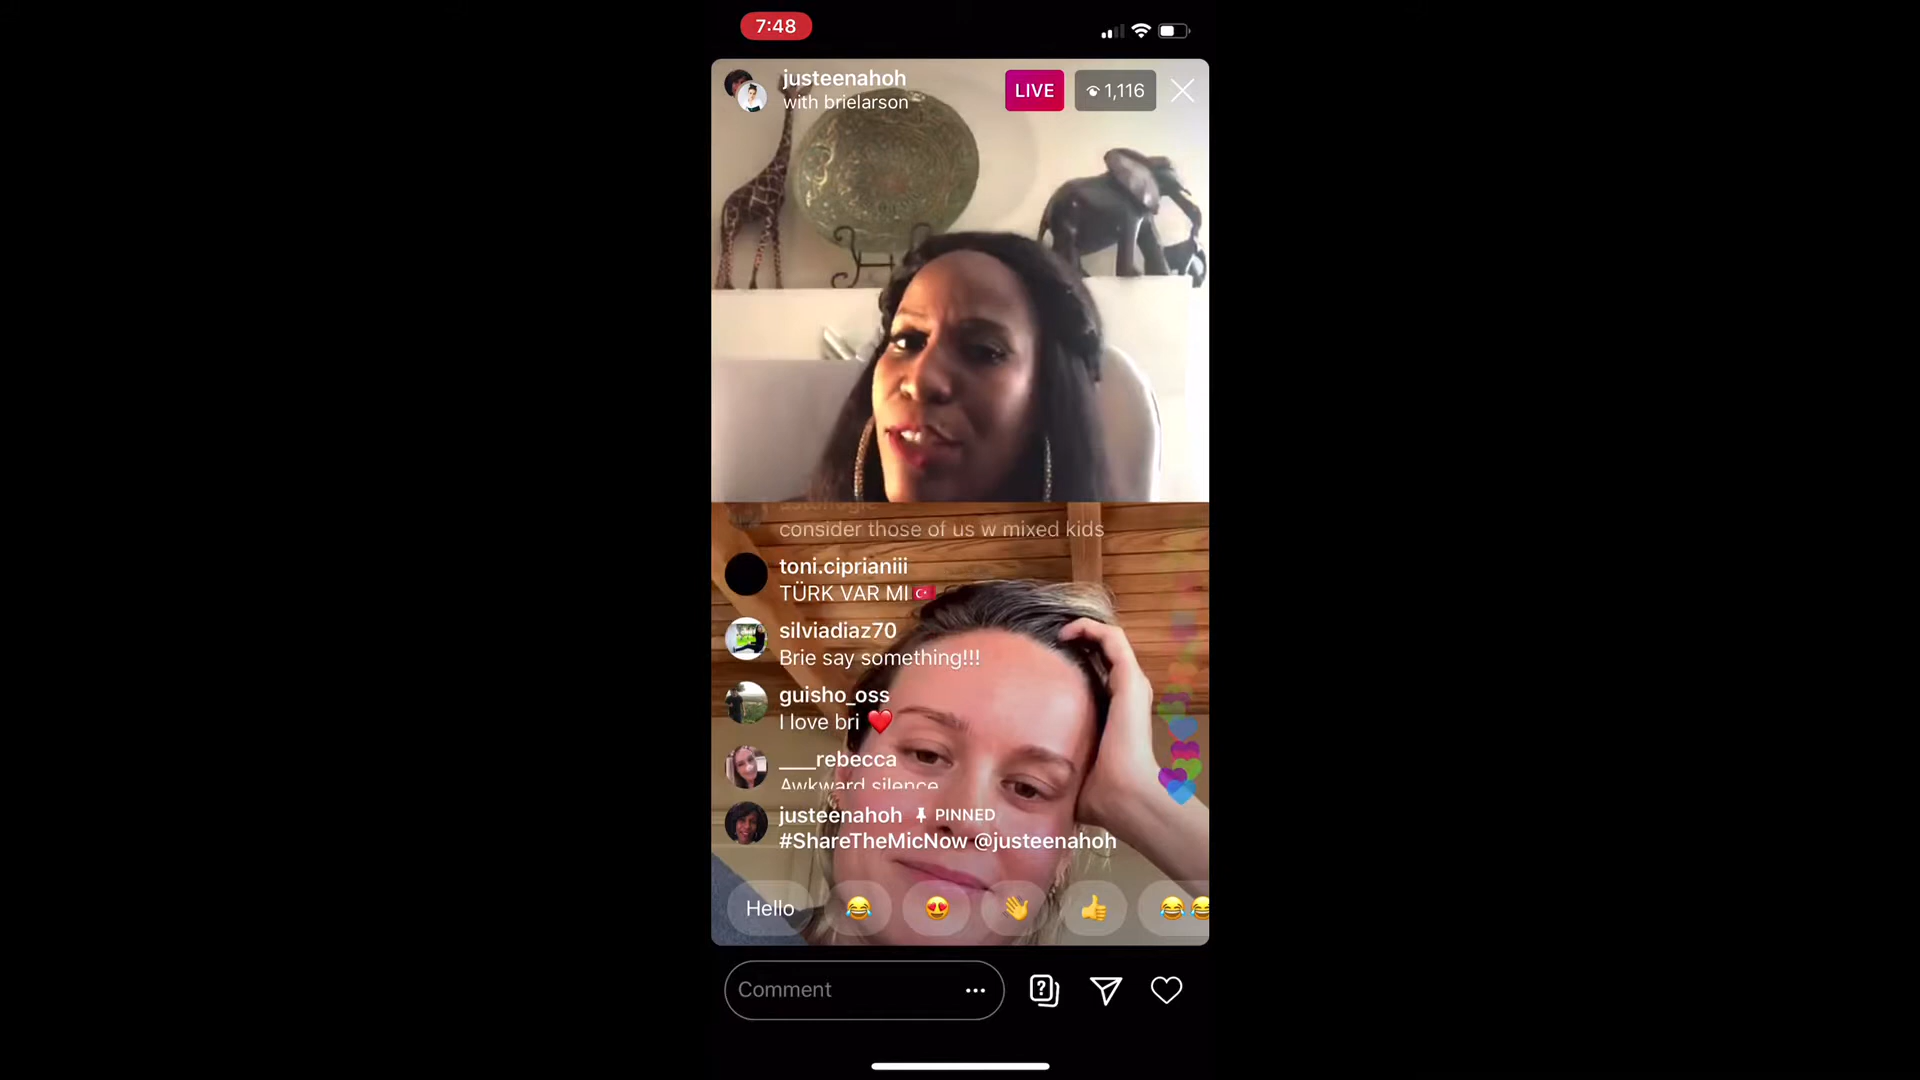 7:48
justeenahoh
with brielarson
LIVE
1,116
consider those of us w mixed kids
toni.ciprianiii
TÜRK VAR MI🇹🇷
silviadiaz70
Brie say something!!!
guisho_oss
I love bri ❤️
____rebecca
Awkward silence
justeenahoh PINNED
#ShareTheMicNow @justeenahoh
Hello
Comment